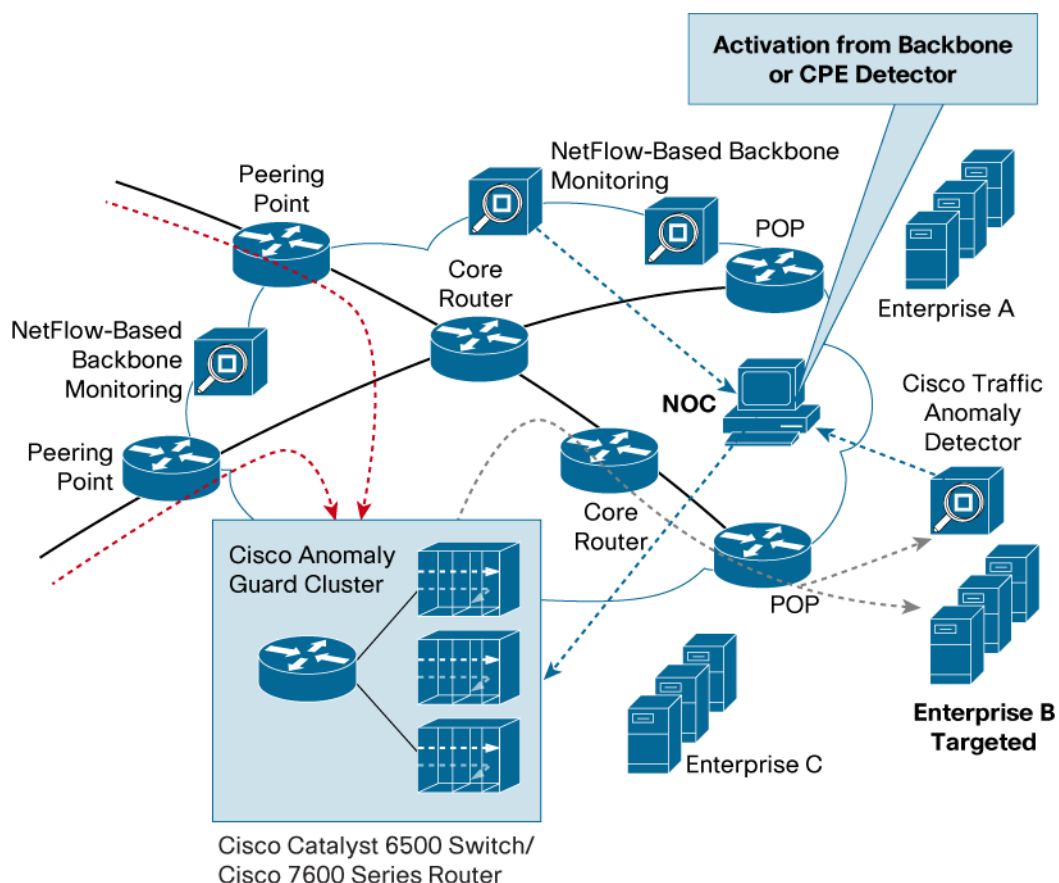 Activation from Backbone
or CPE Detector
NetFlow-Based Backbone
Monitoring
Peering
Point
POP
Core
Router
Enterprise A
NetFlow-Based
Backbone
Monitoring
NOC
Cisco Traffic
Anomaly
Detector
Peering
Point
Core
Router
Cisco Anomaly
Guard Cluster
POP
Enterprise B
Targeted
Enterprise C
Cisco Catalyst 6500 Switch/
Cisco 7600 Series Router